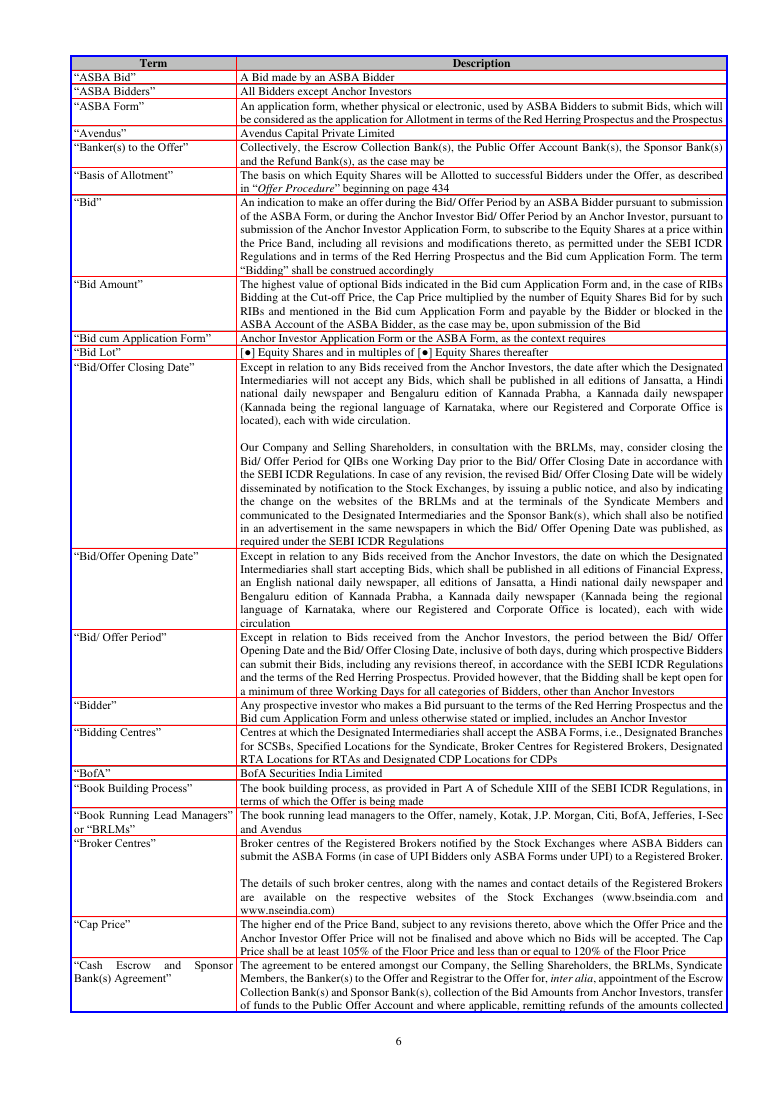 Term Description
“ASBA Bid” A Bid made by an ASBA Bidder
“ASBA Bidders” All Bidders except Anchor Investors
“ASBA Form” An application form, whether physical or electronic, used by ASBA Bidders to submit Bids, which will
be considered as the application for Allotment in terms of the Red Herring Prospectus and the Prospectus
“Avendus” Avendus Capital Private Limited
“Banker(s) to the Offer” Collectively, the Escrow Collection Bank(s), the Public Offer Account Bank(s), the Sponsor Bank(s)
and the Refund Bank(s), as the case may be
“Basis of Allotment” The basis on which Equity Shares will be Allotted to successful Bidders under the Offer, as described
in “Offer Procedure” beginning on page 434
“Bid” An indication to make an offer during the Bid/ Offer Period by an ASBA Bidder pursuant to submission
of the ASBA Form, or during the Anchor Investor Bid/ Offer Period by an Anchor Investor, pursuant to
submission of the Anchor Investor Application Form, to subscribe to the Equity Shares at a price within
the Price Band, including all revisions and modifications thereto, as permitted under the SEBI ICDR
Regulations and in terms of the Red Herring Prospectus and the Bid cum Application Form. The term
“Bidding” shall be construed accordingly
“Bid Amount” The highest value of optional Bids indicated in the Bid cum Application Form and, in the case of RIBs
Bidding at the Cut-off Price, the Cap Price multiplied by the number of Equity Shares Bid for by such
RIBs and mentioned in the Bid cum Application Form and payable by the Bidder or blocked in the
ASBA Account of the ASBA Bidder, as the case may be, upon submission of the Bid
“Bid cum Application Form” Anchor Investor Application Form or the ASBA Form, as the context requires
“Bid Lot” [●] Equity Shares and in multiples of [●] Equity Shares thereafter
“Bid/Offer Closing Date” Except in relation to any Bids received from the Anchor Investors, the date after which the Designated
Intermediaries will not accept any Bids, which shall be published in all editions of Jansatta, a Hindi
national daily newspaper and Bengaluru edition of Kannada Prabha, a Kannada daily newspaper
(Kannada being the regional language of Karnataka, where our Registered and Corporate Office is
located), each with wide circulation.
Our Company and Selling Shareholders, in consultation with the BRLMs, may, consider closing the
Bid/ Offer Period for QIBs one Working Day prior to the Bid/ Offer Closing Date in accordance with
the SEBI ICDR Regulations. In case of any revision, the revised Bid/ Offer Closing Date will be widely
disseminated by notification to the Stock Exchanges, by issuing a public notice, and also by indicating
the change on the websites of the BRLMs and at the terminals of the Syndicate Members and
communicated to the Designated Intermediaries and the Sponsor Bank(s), which shall also be notified
in an advertisement in the same newspapers in which the Bid/ Offer Opening Date was published, as
required under the SEBI ICDR Regulations
“Bid/Offer Opening Date” Except in relation to any Bids received from the Anchor Investors, the date on which the Designated
Intermediaries shall start accepting Bids, which shall be published in all editions of Financial Express,
an English national daily newspaper, all editions of Jansatta, a Hindi national daily newspaper and
Bengaluru edition of Kannada Prabha, a Kannada daily newspaper (Kannada being the regional
language of Karnataka, where our Registered and Corporate Office is located), each with wide
circulation
“Bid/ Offer Period” Except in relation to Bids received from the Anchor Investors, the period between the Bid/ Offer
Opening Date and the Bid/ Offer Closing Date, inclusive of both days, during which prospective Bidders
can submit their Bids, including any revisions thereof, in accordance with the SEBI ICDR Regulations
and the terms of the Red Herring Prospectus. Provided however, that the Bidding shall be kept open for
a minimum of three Working Days for all categories of Bidders, other than Anchor Investors
“Bidder” Any prospective investor who makes a Bid pursuant to the terms of the Red Herring Prospectus and the
Bid cum Application Form and unless otherwise stated or implied, includes an Anchor Investor
“Bidding Centres” Centres at which the Designated Intermediaries shall accept the ASBA Forms, i.e., Designated Branches
for SCSBs, Specified Locations for the Syndicate, Broker Centres for Registered Brokers, Designated
RTA Locations for RTAs and Designated CDP Locations for CDPs
“BofA” BofA Securities India Limited
“Book Building Process” The book building process, as provided in Part A of Schedule XIII of the SEBI ICDR Regulations, in
terms of which the Offer is being made
“Book Running Lead Managers” The book running lead managers to the Offer, namely, Kotak, J.P. Morgan, Citi, BofA, Jefferies, I-Sec
or “BRLMs” and Avendus
“Broker Centres” Broker centres of the Registered Brokers notified by the Stock Exchanges where ASBA Bidders can
submit the ASBA Forms (in case of UPI Bidders only ASBA Forms under UPI) to a Registered Broker.
The details of such broker centres, along with the names and contact details of the Registered Brokers
are available on the respective websites of the Stock Exchanges (www.bseindia.com and
www.nseindia.com)
“Cap Price” The higher end of the Price Band, subject to any revisions thereto, above which the Offer Price and the
Anchor Investor Offer Price will not be finalised and above which no Bids will be accepted. The Cap
Price shall be at least 105% of the Floor Price and less than or equal to 120% of the Floor Price
“Cash Escrow and Sponsor The agreement to be entered amongst our Company, the Selling Shareholders, the BRLMs, Syndicate
Bank(s) Agreement” Members, the Banker(s) to the Offer and Registrar to the Offer for, inter alia, appointment of the Escrow
Collection Bank(s) and Sponsor Bank(s), collection of the Bid Amounts from Anchor Investors, transfer
of funds to the Public Offer Account and where applicable, remitting refunds of the amounts collected
6